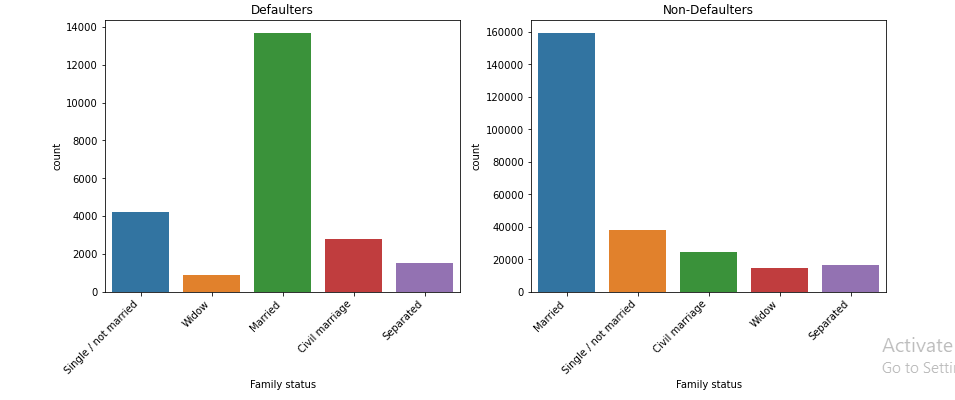 Defaulters
14000
12000
10000
8000
6000
4000
2000
0
count
Single / not married
Widow
Married
Civil marriage
Separated
Family status
Non-Defaulters
160000
140000
120000
100000
80000
60000
40000
20000
0
count
Married
Single / not married
Civil marriage
Widow
Separated
Family status
Activate
Go to Setti